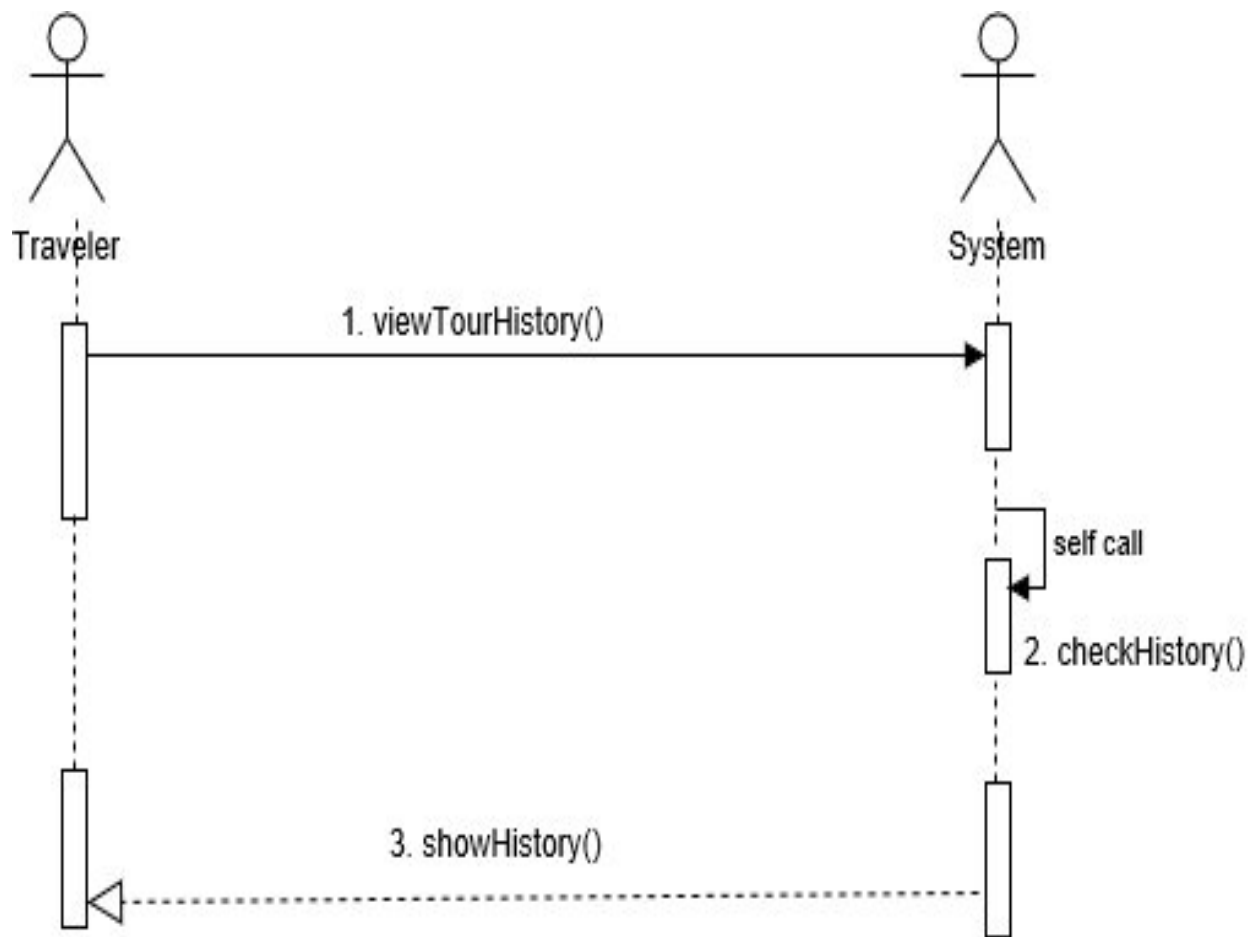 Traveler
System
1. viewTourHistory()
self call
2. checkHistory()
3. showHistory()